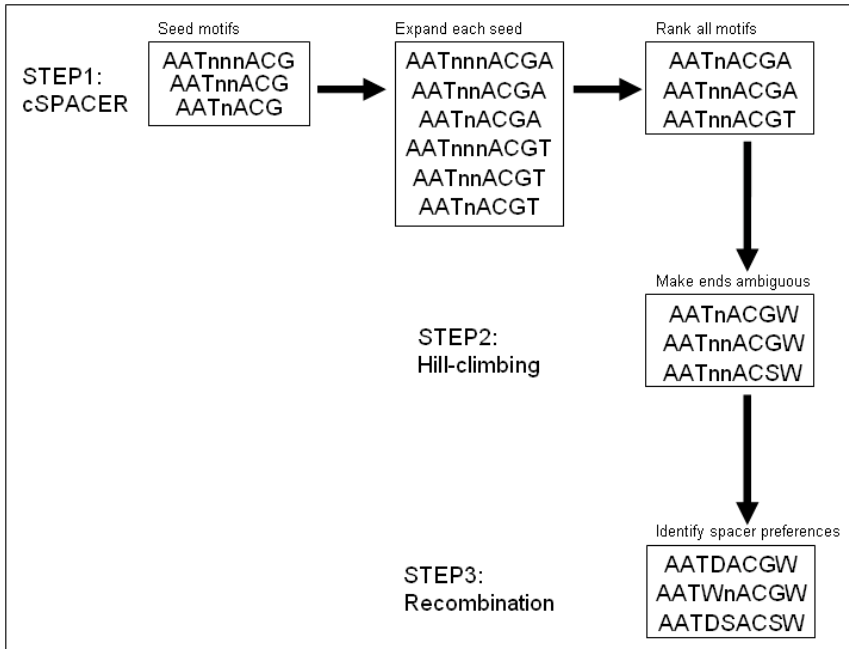 Seed motifs
Expand each seed
Rank all motifs
STEP1:
cSPACER
AATnnnACG
AATnnACG
AATnACG
AATnnnACGA
AATnnACGA
AATnACGA
AATnnnACGT
AATnnACGT
AATnACGT
AATnACGA
AATnnACGA
AATnnACGT
Make ends ambiguous
STEP2:
Hill-climbing
AATnACGW
AATnnACGW
AATnnACSW
Identify spacer preferences
STEP3:
Recombination
AATDACGW
AATWnACGW
AATDSACSW